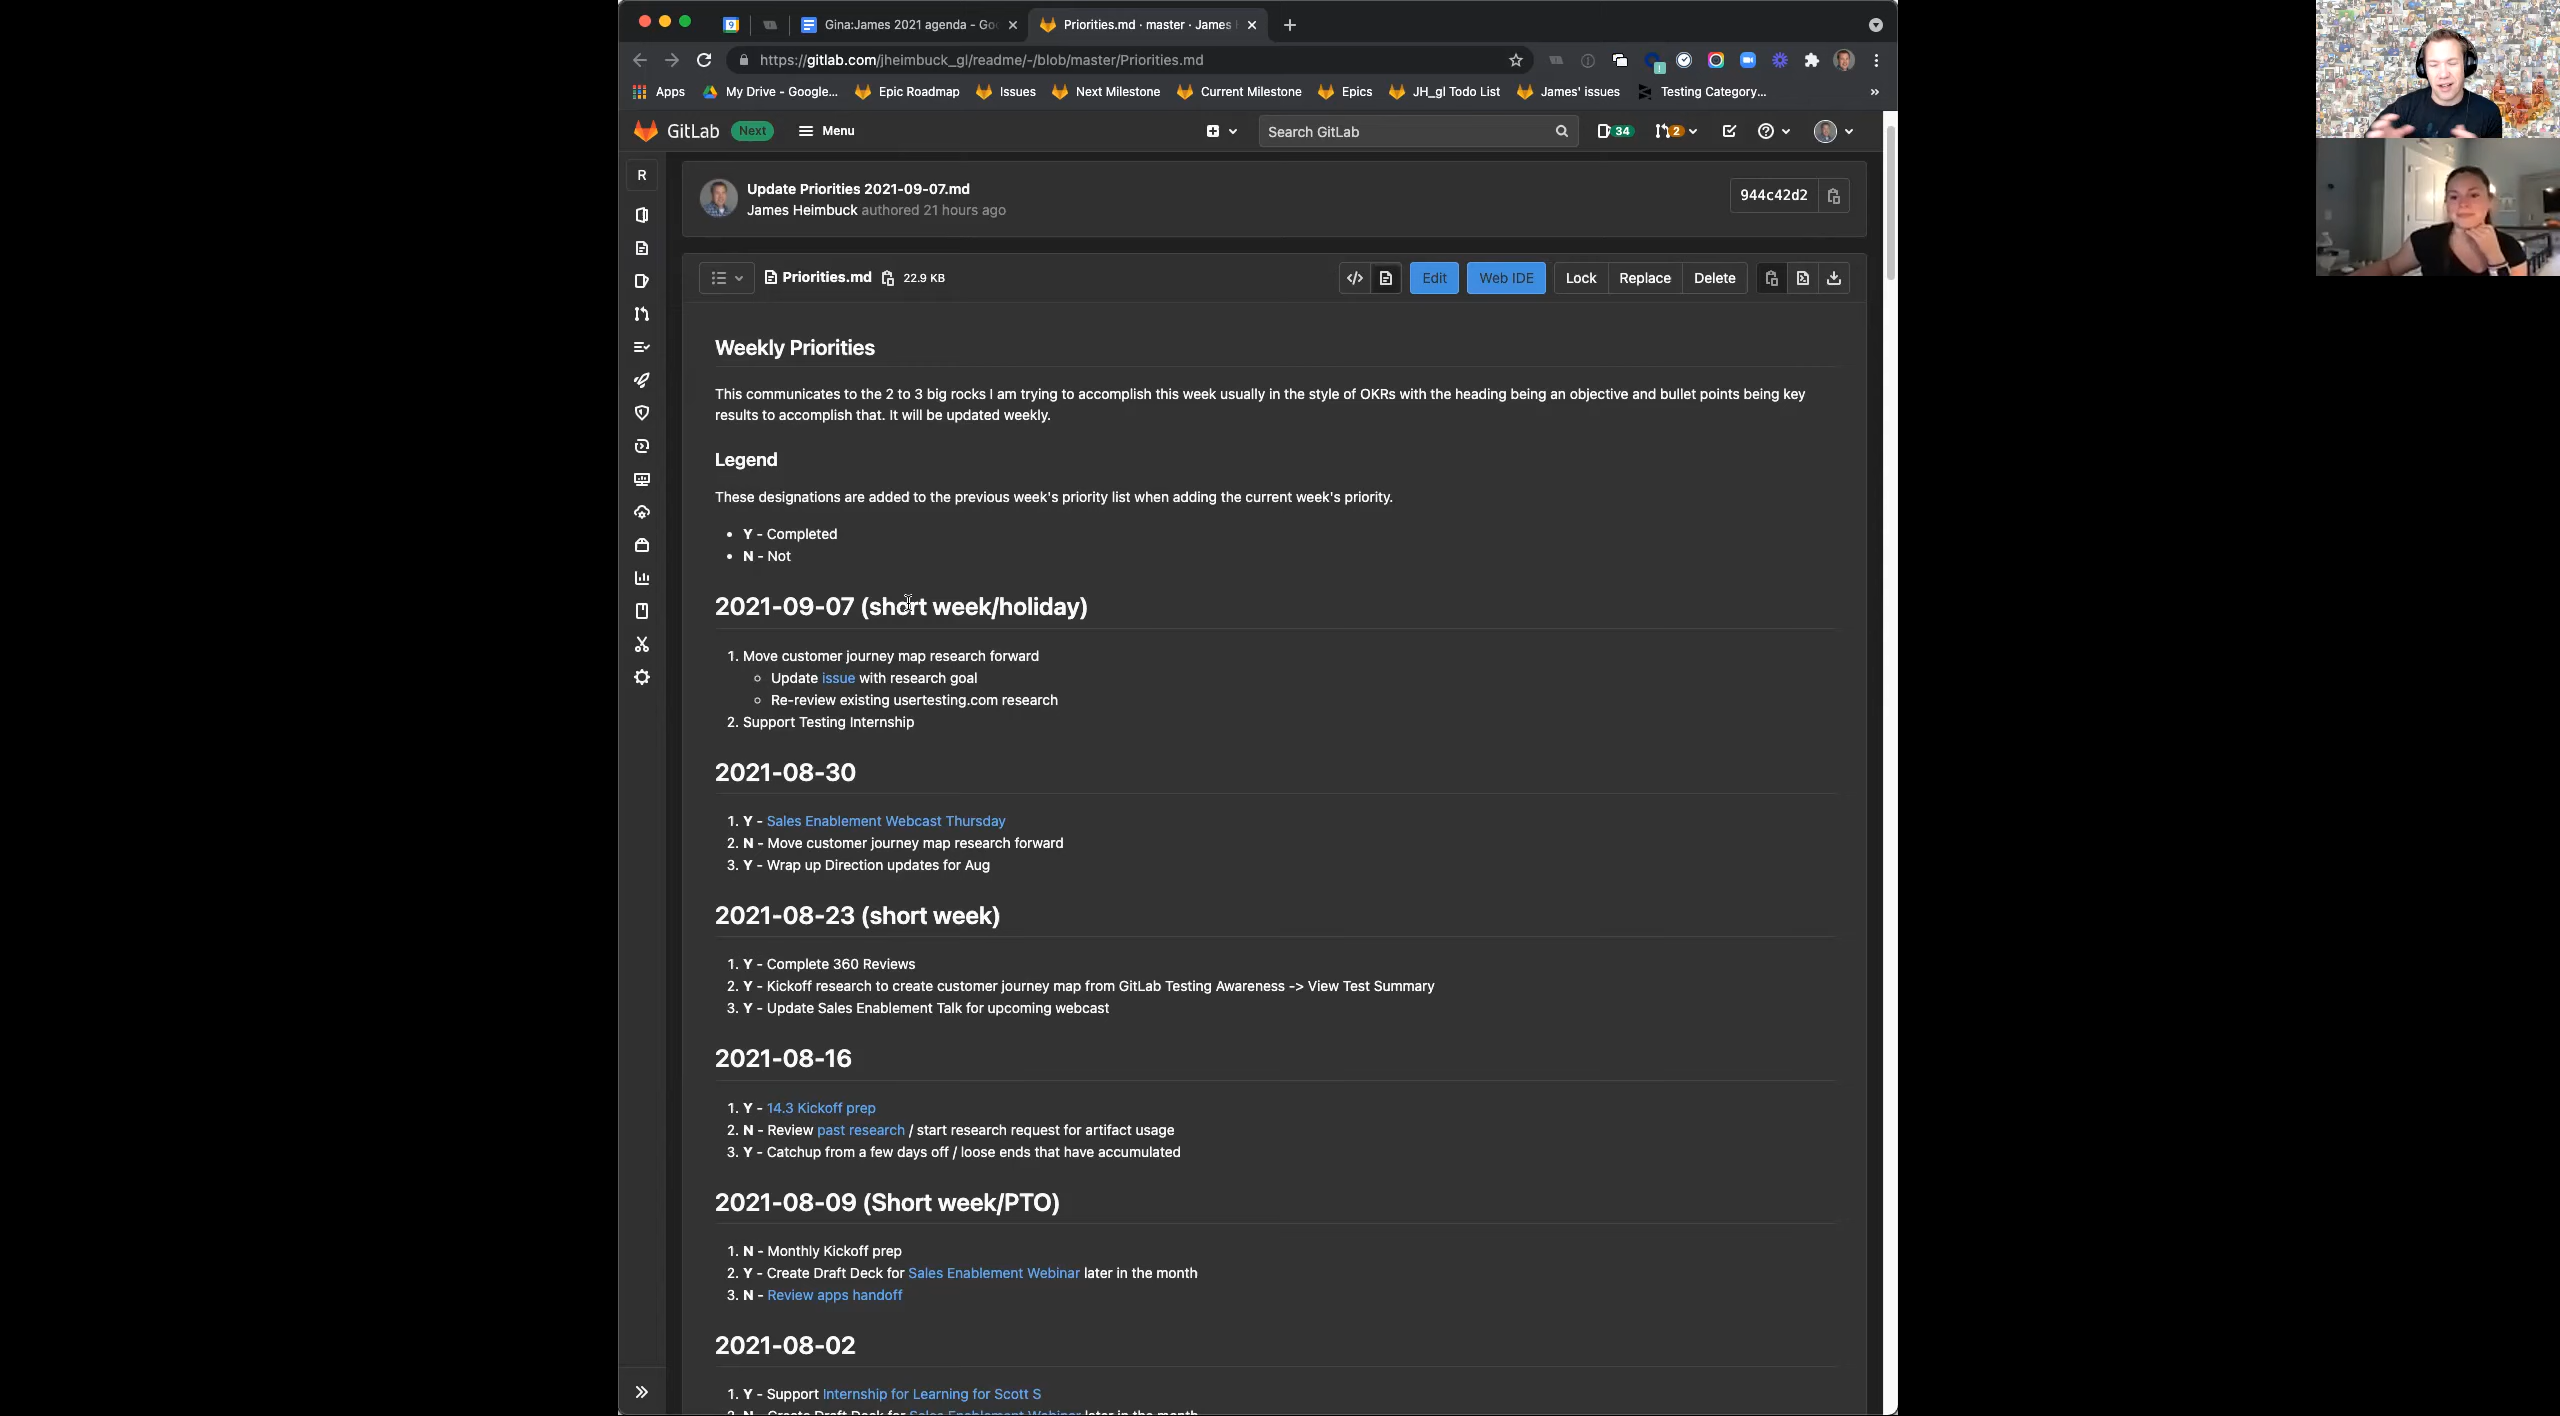 Gina:James 2021 agenda - Goo
Priorities.md · master · James
https://gitlab.com/jheimbuck_gl/readme/-/blob/master/Priorities.md
Apps My Drive - Google... Epic Roadmap Issues Next Milestone Current Milestone Epics JH_gl Todo List James' issues Testing Category... »
GitLab Next Menu Search GitLab 34 2
R
Update Priorities 2021-09-07.md
James Heimbuck authored 21 hours ago
944c42d2
Priorities.md 22.9 KB
Edit Web IDE Lock Replace Delete
Weekly Priorities
This communicates to the 2 to 3 big rocks I am trying to accomplish this week usually in the style of OKRs with the heading being an objective and bullet points being key
results to accomplish that. It will be updated weekly.
Legend
These designations are added to the previous week's priority list when adding the current week's priority.
• Y - Completed
• N - Not
2021-09-07 (short week/holiday)
1. Move customer journey map research forward
Update issue with research goal
Re-review existing usertesting.com research
2. Support Testing Internship
2021-08-30
1. Y - Sales Enablement Webcast Thursday
2. N - Move customer journey map research forward
3. Y - Wrap up Direction updates for Aug
2021-08-23 (short week)
1. Y - Complete 360 Reviews
2. Y - Kickoff research to create customer journey map from GitLab Testing Awareness -> View Test Summary
3. Y - Update Sales Enablement Talk for upcoming webcast
2021-08-16
1. Y - 14.3 Kickoff prep
2. N - Review past research / start research request for artifact usage
3. Y - Catchup from a few days off / loose ends that have accumulated
2021-08-09 (Short week/PTO)
1. N - Monthly Kickoff prep
2. Y - Create Draft Deck for Sales Enablement Webinar later in the month
3. N - Review apps handoff
2021-08-02
1. Y - Support Internship for Learning for Scott S
2. N - Create Draft Deck for Sales Enablement Webinar later in the month